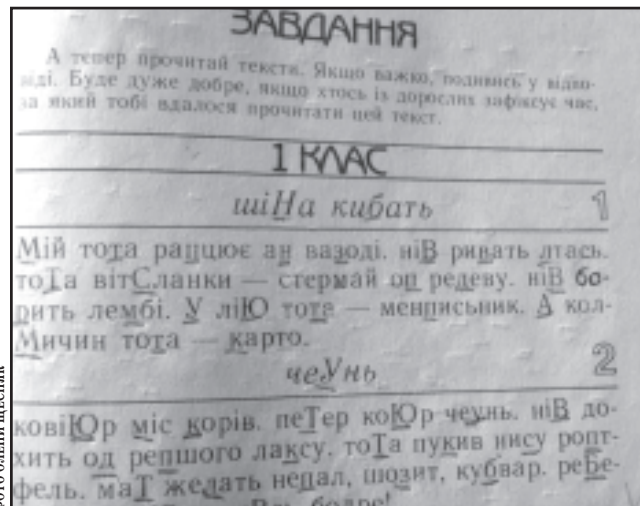 ЗАВДАННЯ
А тепер прочитай тексти. Якщо важко, подивись у відпо-
віді. Буде дуже добре, якщо хтось із дорослих зафіксує час,
за який тобі вдалося прочитати цей текст.
1 КЛАС
шіНа кибать 1
Мій тота рацює ан вазоді. ніВ ривать лтась.
тоТа вітСланки — стермай оп редеву. ніВ бо-
рить лембі. У ліЮ тота — менписьник. А кол-
Мичин тота — карто.
чеУнь 2
ковіЮр міс корів. пеТер коЮр чеунь. ніВ до-
хить од репшого лаксу. тоТа пукив нису ропт-
фель. маТ жедать непал, шозит, кубвар. реБе-
бодре!